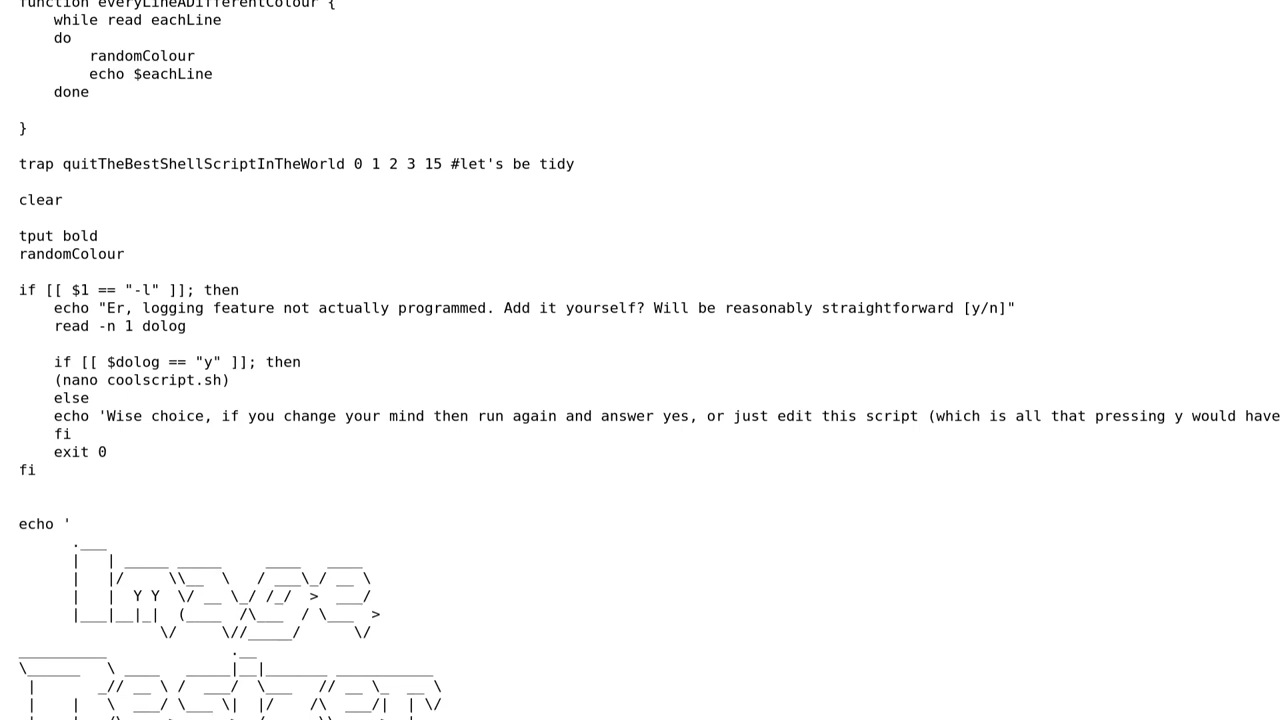 function everyLineADifferentColour {
    while read eachLine
    do
        randomColour
        echo $eachLine
    done
}
trap quitTheBestShellScriptInTheWorld 0 1 2 3 15 #let's be tidy
clear
tput bold
randomColour
if [[ $1 == "-l" ]]; then
    echo "Er, logging feature not actually programmed. Add it yourself? Will be reasonably straightforward [y/n]"
    read -n 1 dolog
    if [[ $dolog == "y" ]]; then
    (nano coolscript.sh)
    else
    echo 'Wise choice, if you change your mind then run again and answer yes, or just edit this script (which is all that pressing y would have
    fi
    exit 0
fi
echo '
Image
Resizer